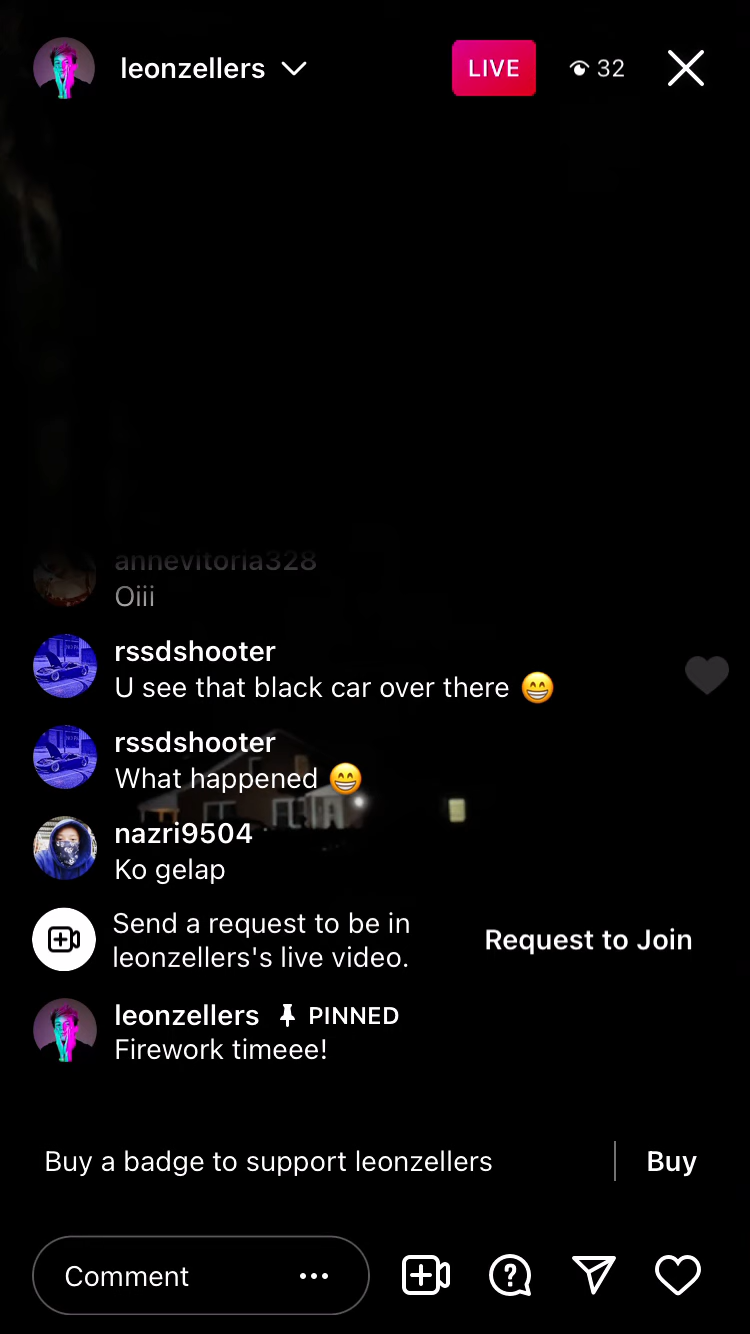 leonzellers
LIVE
32
annevitoria328
Oiii
rssdshooter
U see that black car over there 😁
rssdshooter
What happened 😁
nazri9504
Ko gelap
Send a request to be in
leonzellers's live video.
Request to Join
leonzellers PINNED
Firework timeee!
Buy a badge to support leonzellers
Buy
Comment